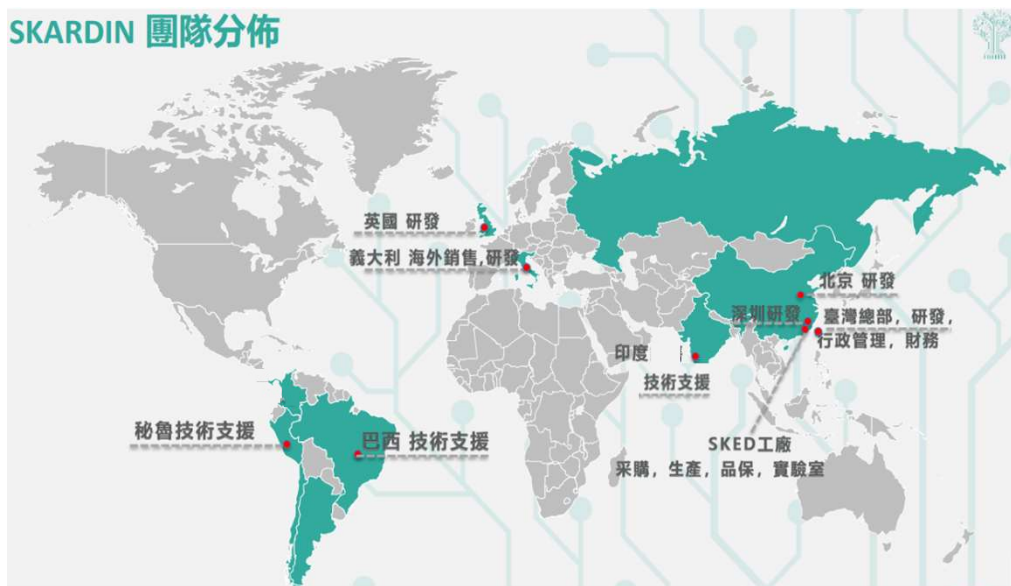 SKARDIN 團隊分佈
英國 研發
義大利 海外銷售,研發
北京 研發
深圳研發
臺灣總部，研發，
行政管理，財務
印度
技術支援
SKED工廠
采購，生產，品保，實驗室
秘魯技術支援
巴西 技術支援